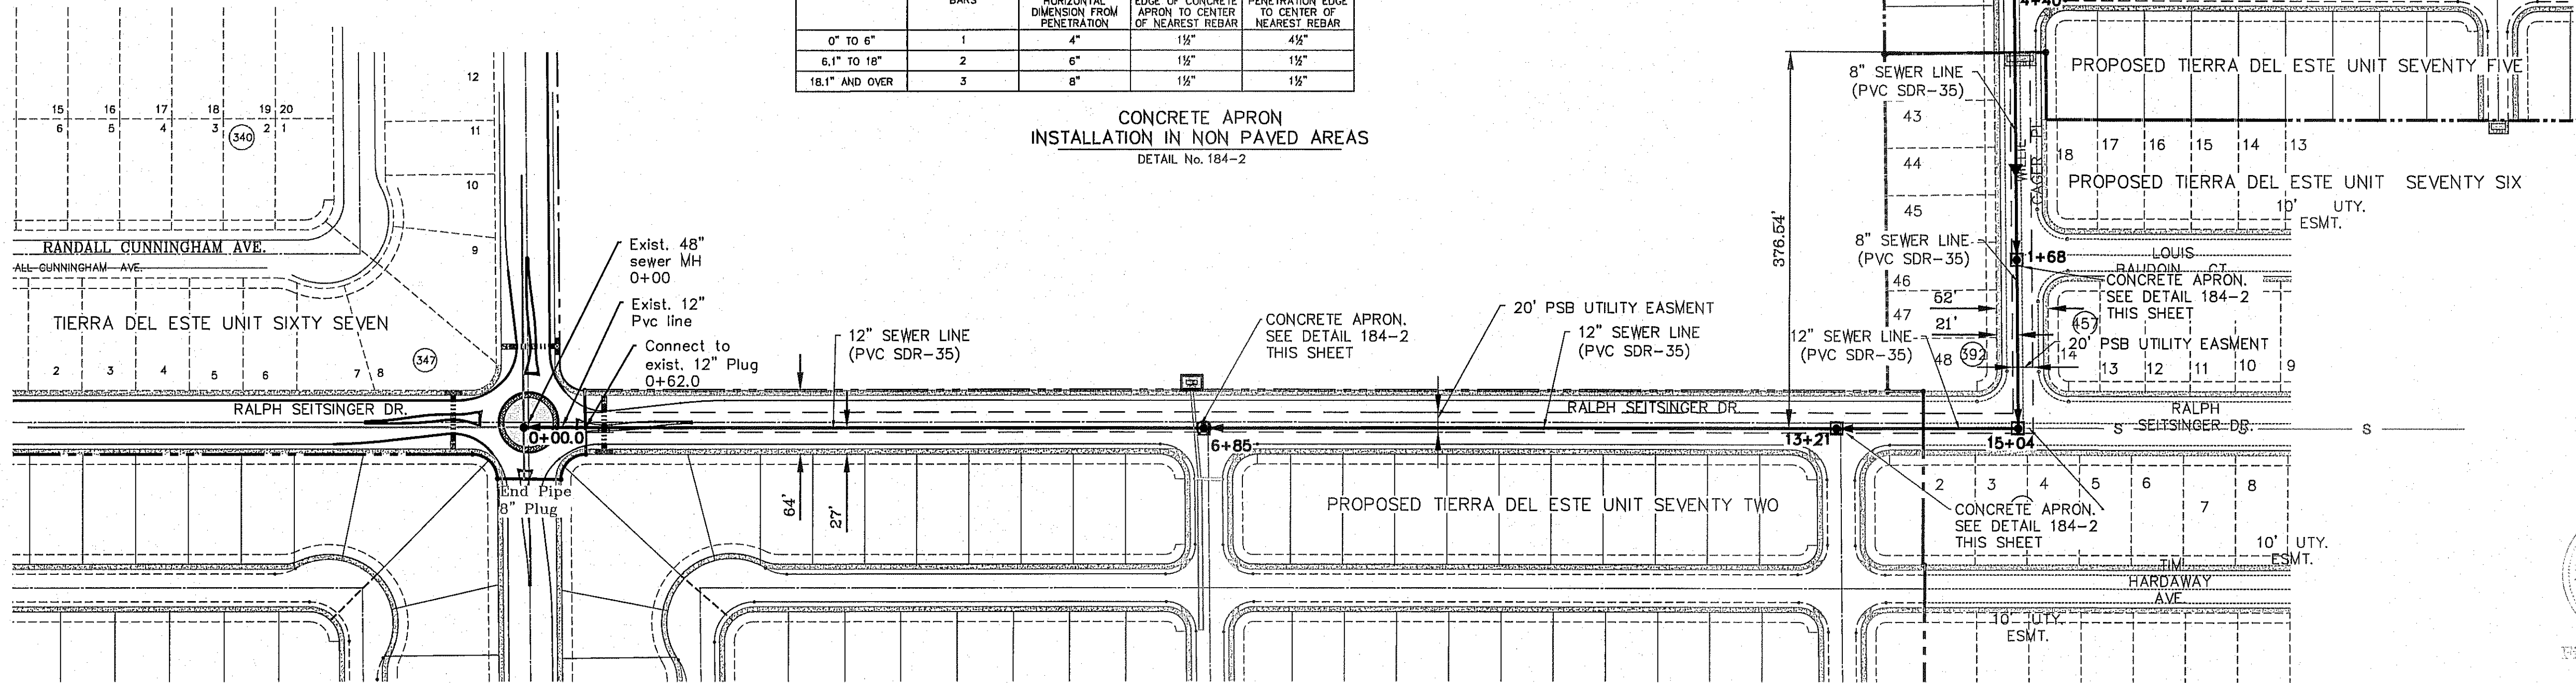 BARS
HORIZONTAL
DIMENSION FROM
PENETRATION
EDGE OF CONCRETE
APRON TO CENTER
OF NEAREST REBAR
PENETRATION EDGE
TO CENTER OF
NEAREST REBAR
0" TO 6" 1 4" 1½" 4½"
6.1" TO 18" 2 6" 1½" 1½"
18.1" AND OVER 3 8" 1½" 1½"
CONCRETE APRON
INSTALLATION IN NON PAVED AREAS
DETAIL No. 184-2
15 16 17 18 19 20
6 5 4 3 2 1
340
12
11
10
9
RANDALL CUNNINGHAM AVE.
ALL CUNNINGHAM AVE.
TIERRA DEL ESTE UNIT SIXTY SEVEN
347
2 3 4 5 6 7 8
RALPH SEITSINGER DR.
Exist. 48"
sewer MH
0+00
Exist. 12"
Pvc line
Connect to
exist. 12" Plug
0+62.0
0+00.0
End Pipe
8" Plug
12" SEWER LINE
(PVC SDR-35)
64'
27'
CONCRETE APRON.
SEE DETAIL 184-2
THIS SHEET
6+85
20' PSB UTILITY EASMENT
12" SEWER LINE
(PVC SDR-35)
RALPH SEITSINGER DR.
PROPOSED TIERRA DEL ESTE UNIT SEVENTY TWO
376.54'
13+21
12" SEWER LINE
(PVC SDR-35)
15+04
4+40
8" SEWER LINE
(PVC SDR-35)
43
44
45
46
47
48
392
8" SEWER LINE
(PVC SDR-35)
52'
21'
WILLIE
CAGER PL
PROPOSED TIERRA DEL ESTE UNIT SEVENTY FIVE
18 17 16 15 14 13
PROPOSED TIERRA DEL ESTE UNIT SEVENTY SIX
10' UTY.
ESMT.
1+68
LOUIS
BAUDOIN CT
CONCRETE APRON.
SEE DETAIL 184-2
THIS SHEET
457
20' PSB UTILITY EASMENT
14 13 12 11 10 9
RALPH
SEITSINGER DR.
S S S
2 3 4 5 6 7 8
CONCRETE APRON.
SEE DETAIL 184-2
THIS SHEET
10' UTY.
ESMT.
TIM
HARDAWAY
AVE
10' UTY.
ESMT.